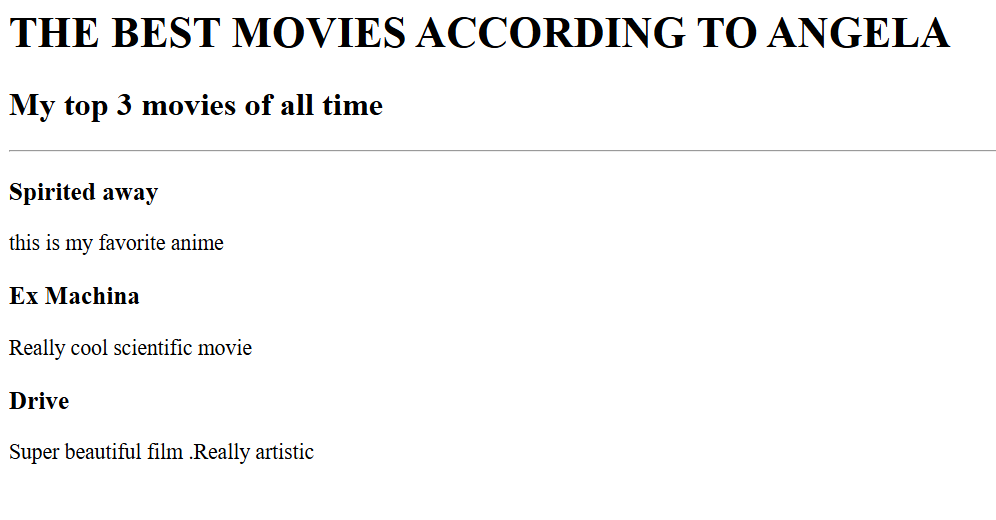 THE BEST MOVIES ACCORDING TO ANGELA
My top 3 movies of all time
Spirited away
this is my favorite anime
Ex Machina
Really cool scientific movie
Drive
Super beautiful film .Really artistic